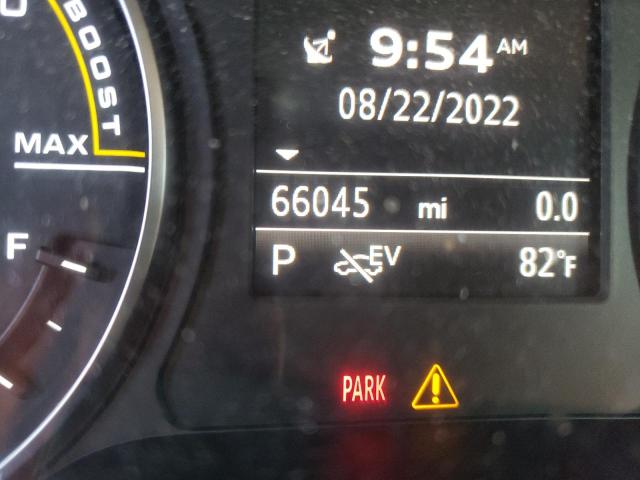 9:54 AM
08/22/2022
BOOST
MAX
66045 mi 0.0
F
P EV 82°F
PARK